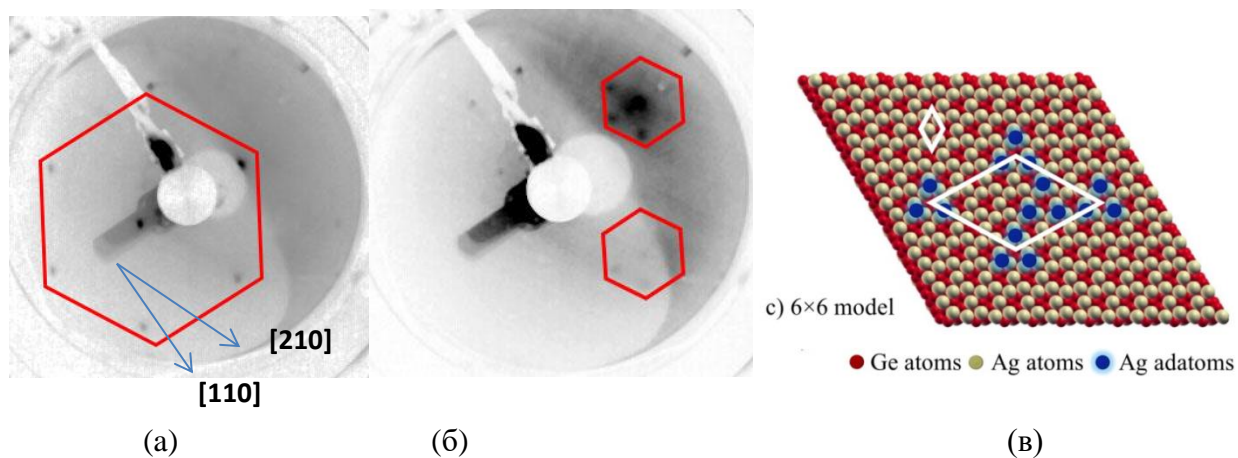 [210]
[110]
c) 6×6 model
Ge atoms Ag atoms Ag adatoms
(а) (б) (в)